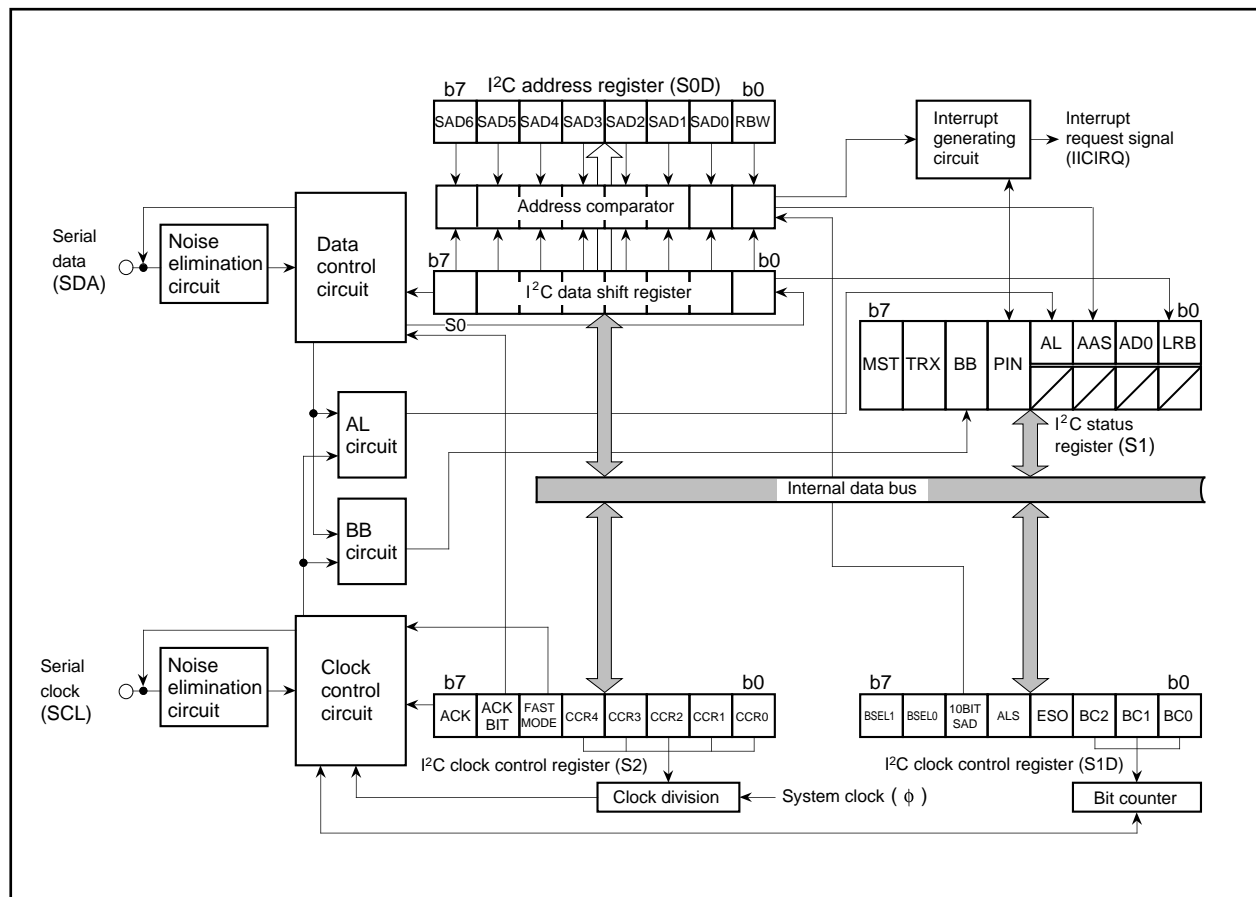 I²C address register (S0D)
b7 b0
SAD6 SAD5 SAD4 SAD3 SAD2 SAD1 SAD0 RBW
Interrupt
generating
circuit
Interrupt
request signal
(IICIRQ)
Address comparator
Serial
data
(SDA)
Noise
elimination
circuit
Data
control
circuit
b7 b0
I²C data shift register
S0
b7 b0
MST TRX BB PIN AL AAS AD0 LRB
I²C status
register (S1)
AL
circuit
Internal data bus
BB
circuit
Serial
clock
(SCL)
Noise
elimination
circuit
Clock
control
circuit
b7 b0
ACK
ACK
BIT
FAST
MODE
CCR4 CCR3 CCR2 CCR1 CCR0
I²C clock control register (S2)
Clock division
System clock ( ϕ )
b7 b0
BSEL1 BSEL0
10BIT
SAD
ALS ESO BC2 BC1 BC0
I²C clock control register (S1D)
Bit counter